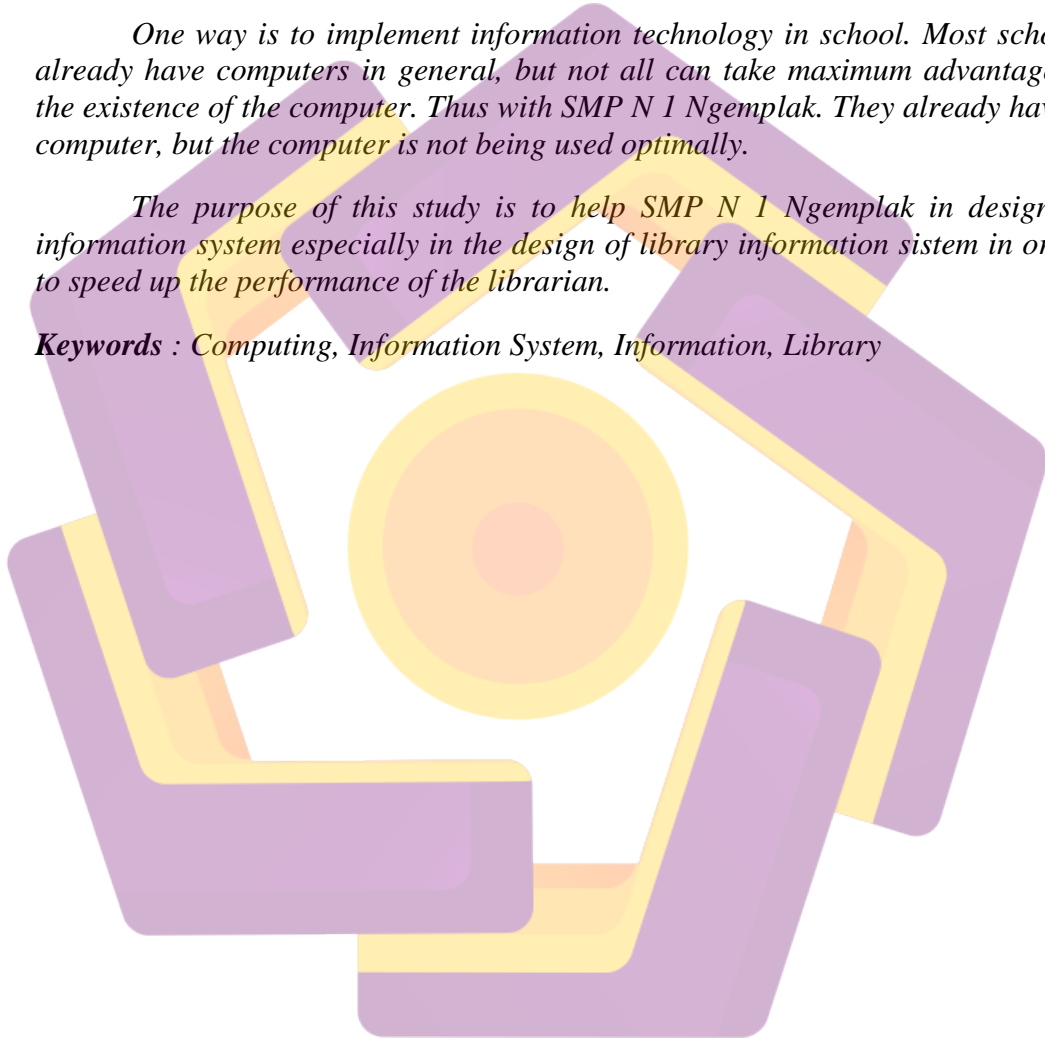 One way is to implement information technology in school. Most scho
already have computers in general, but not all can take maximum advantage
the existence of the computer. Thus with SMP N 1 Ngemplak. They already hav
computer, but the computer is not being used optimally.
The purpose of this study is to help SMP N 1 Ngemplak in design
information system especially in the design of library information sistem in or
to speed up the performance of the librarian.
Keywords : Computing, Information System, Information, Library